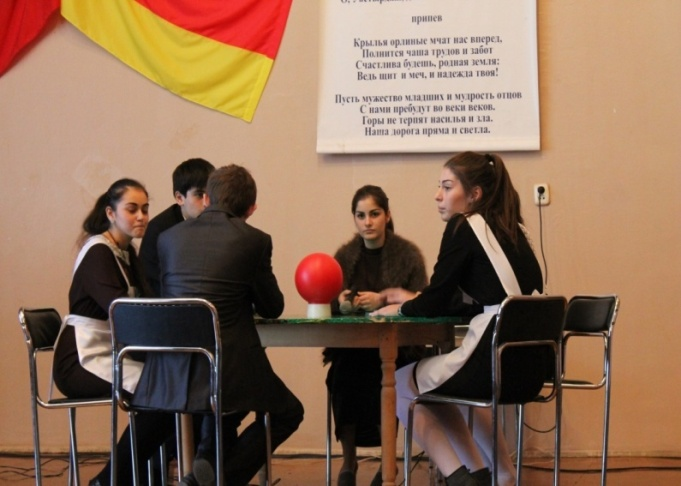 припев
Крылья орлиные мчат нас вперед,
Полнится чаша трудов и забот
Счастлива будешь, родная земля;
Ведь щит и меч, и надежда твоя!
Пусть мужество младших и мудрость отцов
С нами пребудут во веки веков.
Горы не терпят насилья и зла.
Наша дорога пряма и светла.